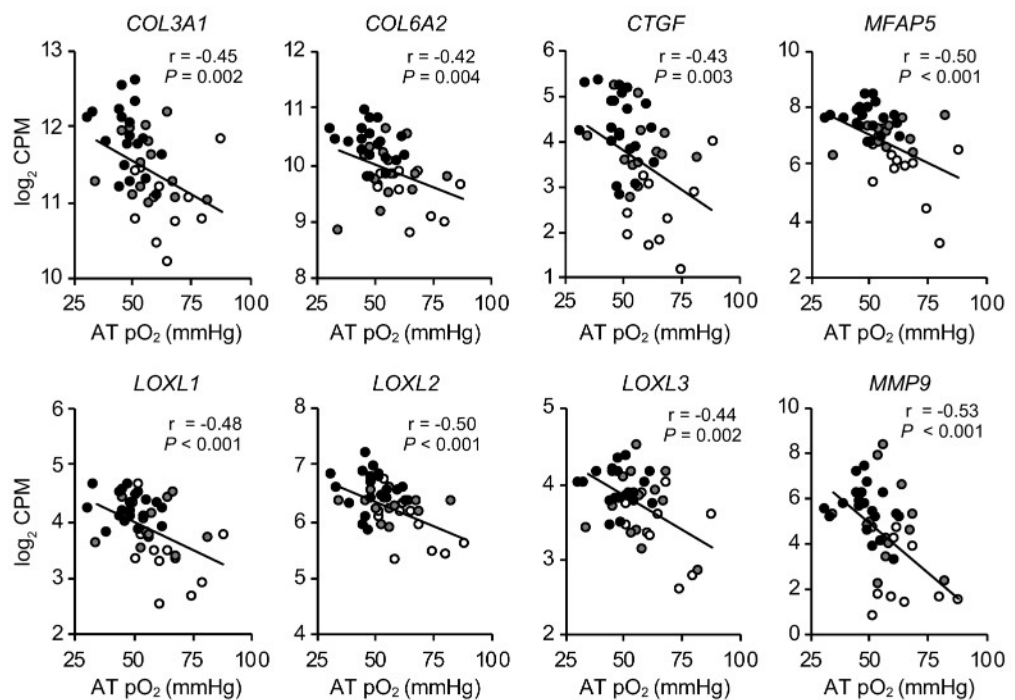 COL3A1
r = -0.45
P = 0.002
log2 CPM
13
12
11
10
25 50 75 100
AT pO2 (mmHg)
COL6A2
r = -0.42
P = 0.004
12
11
10
9
8
25 50 75 100
AT pO2 (mmHg)
CTGF
r = -0.43
P = 0.003
6
5
4
3
2
1
25 50 75 100
AT pO2 (mmHg)
MFAP5
r = -0.50
P < 0.001
10
8
6
4
2
25 50 75 100
AT pO2 (mmHg)
LOXL1
r = -0.48
P < 0.001
log2 CPM
6
5
4
3
2
25 50 75 100
AT pO2 (mmHg)
LOXL2
r = -0.50
P < 0.001
8
7
6
5
4
25 50 75 100
AT pO2 (mmHg)
LOXL3
r = -0.44
P = 0.002
5
4
3
2
25 50 75 100
AT pO2 (mmHg)
MMP9
r = -0.53
P < 0.001
10
8
6
4
2
0
25 50 75 100
AT pO2 (mmHg)